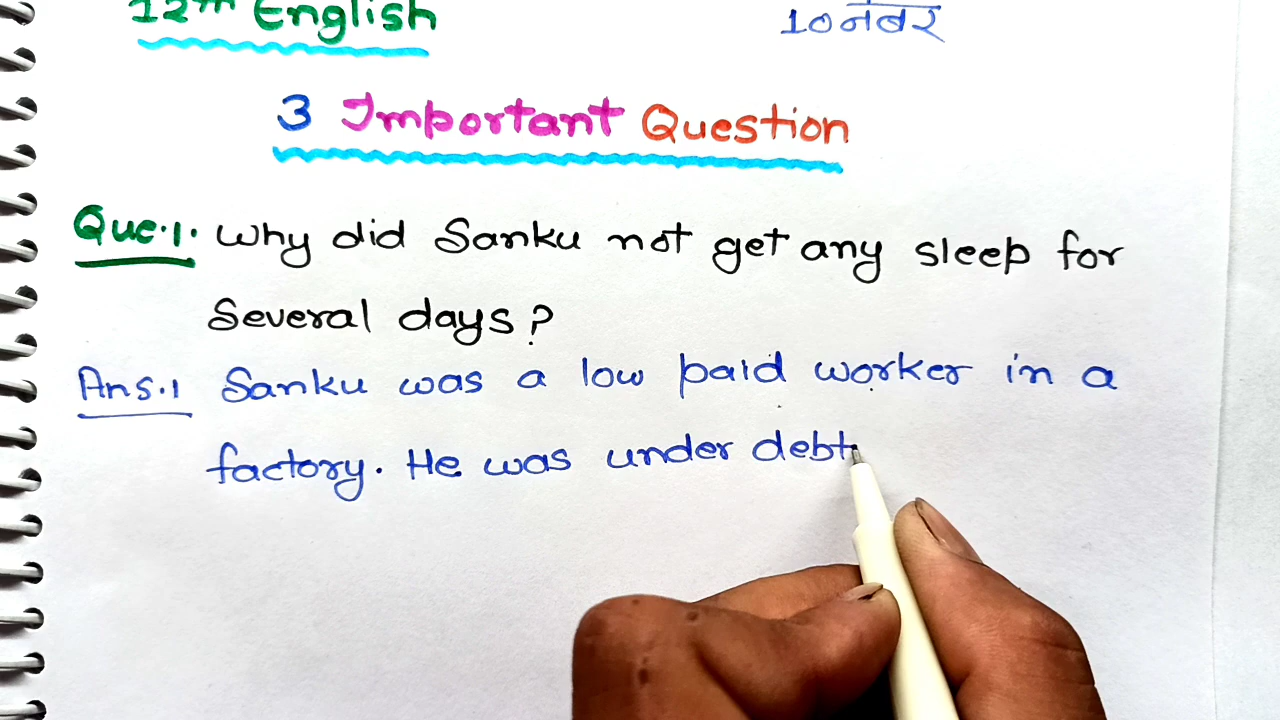 12th English
10 नंबर
3 Important Question
Que.1. Why did Sanku not get any sleep for
Several days?
Ans.1 Sanku was a low paid worker in a
factory. He was under debt